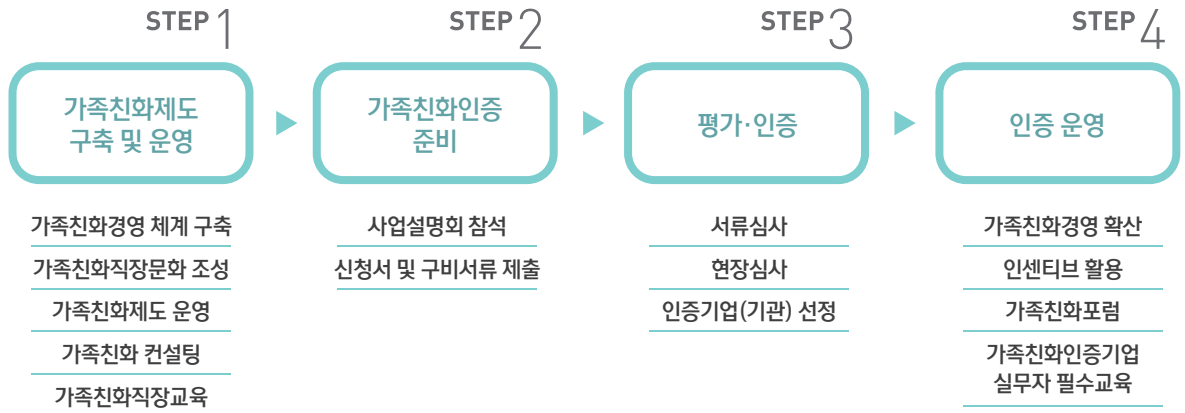 STEP 1
가족친화제도
구축 및 운영
가족친화경영 체계 구축
가족친화직장문화 조성
가족친화제도 운영
가족친화 컨설팅
가족친화직장교육
STEP 2
가족친화인증
준비
사업설명회 참석
신청서 및 구비서류 제출
STEP 3
평가·인증
서류심사
현장심사
인증기업(기관) 선정
STEP 4
인증 운영
가족친화경영 확산
인센티브 활용
가족친화포럼
가족친화인증기업
실무자 필수교육